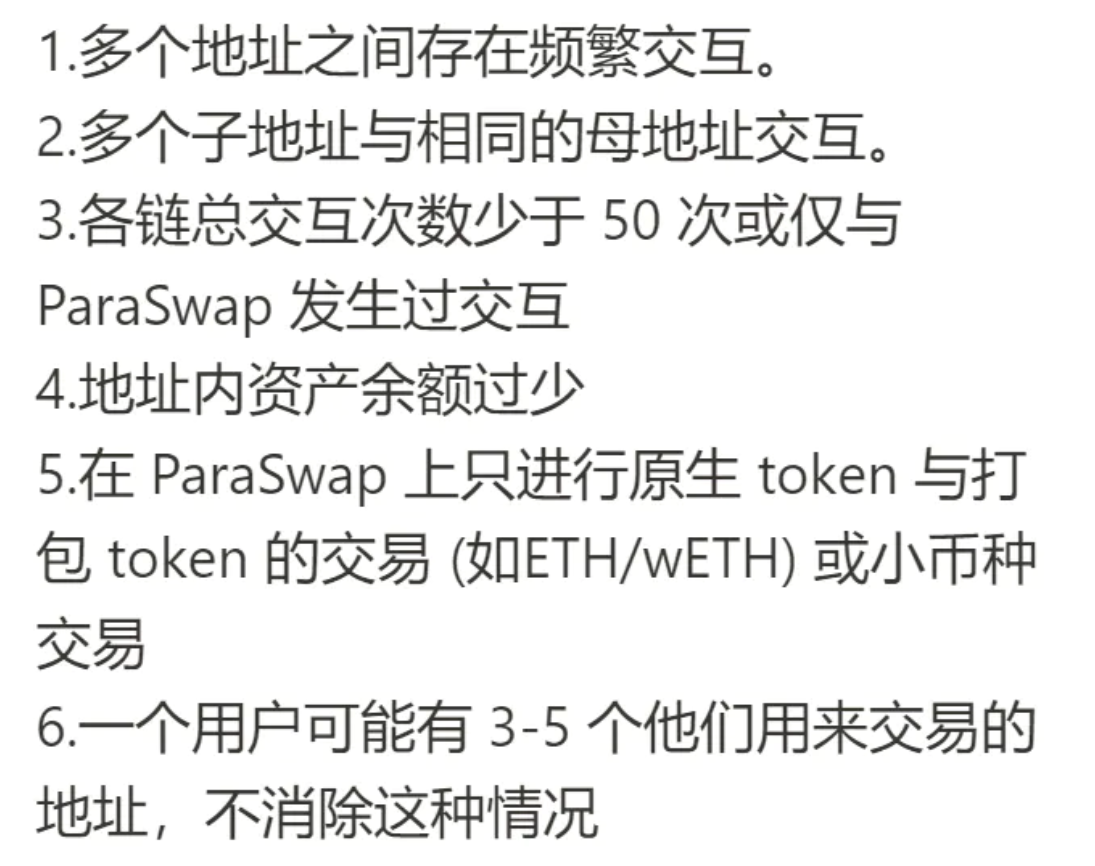 1.多个地址之间存在频繁交互。
2.多个子地址与相同的母地址交互。
3.各链总交互次数少于 50 次或仅与
ParaSwap 发生过交互
4.地址内资产余额过少
5.在 ParaSwap 上只进行原生 token 与打
包 token 的交易 (如ETH/wETH) 或小币种
交易
6.一个用户可能有 3-5 个他们用来交易的
地址，不消除这种情况